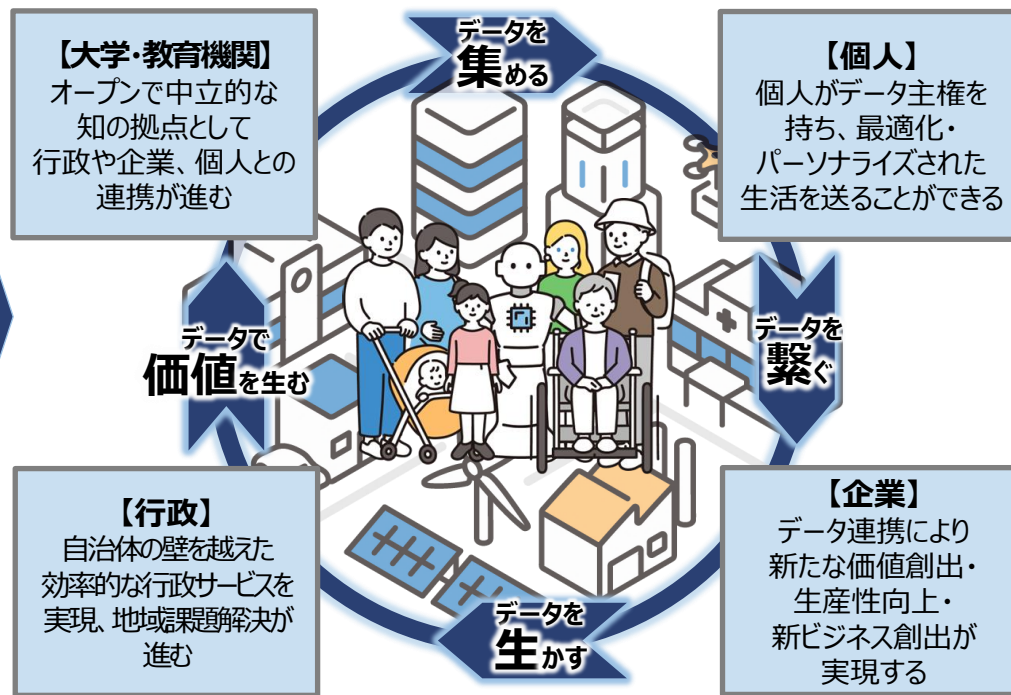 【大学・教育機関】
オープンで中立的な
知の拠点として
行政や企業、個人との
連携が進む
データを
集める
【個人】
個人がデータ主権を
持ち、最適化・
パーソナライズされた
生活を送ることができる
データで
価値を生む
データを
繋ぐ
【行政】
自治体の壁を越えた
効率的な行政サービスを
実現、地域課題解決が
進む
データを
生かす
【企業】
データ連携により
新たな価値創出・
生産性向上・
新ビジネス創出が
実現する